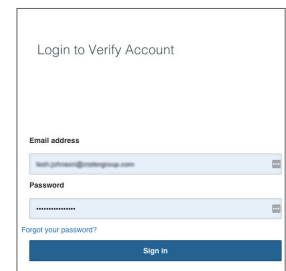 Login to Verify Account
Email address
Password
••••••••••••••••
Forgot your password?
Sign in